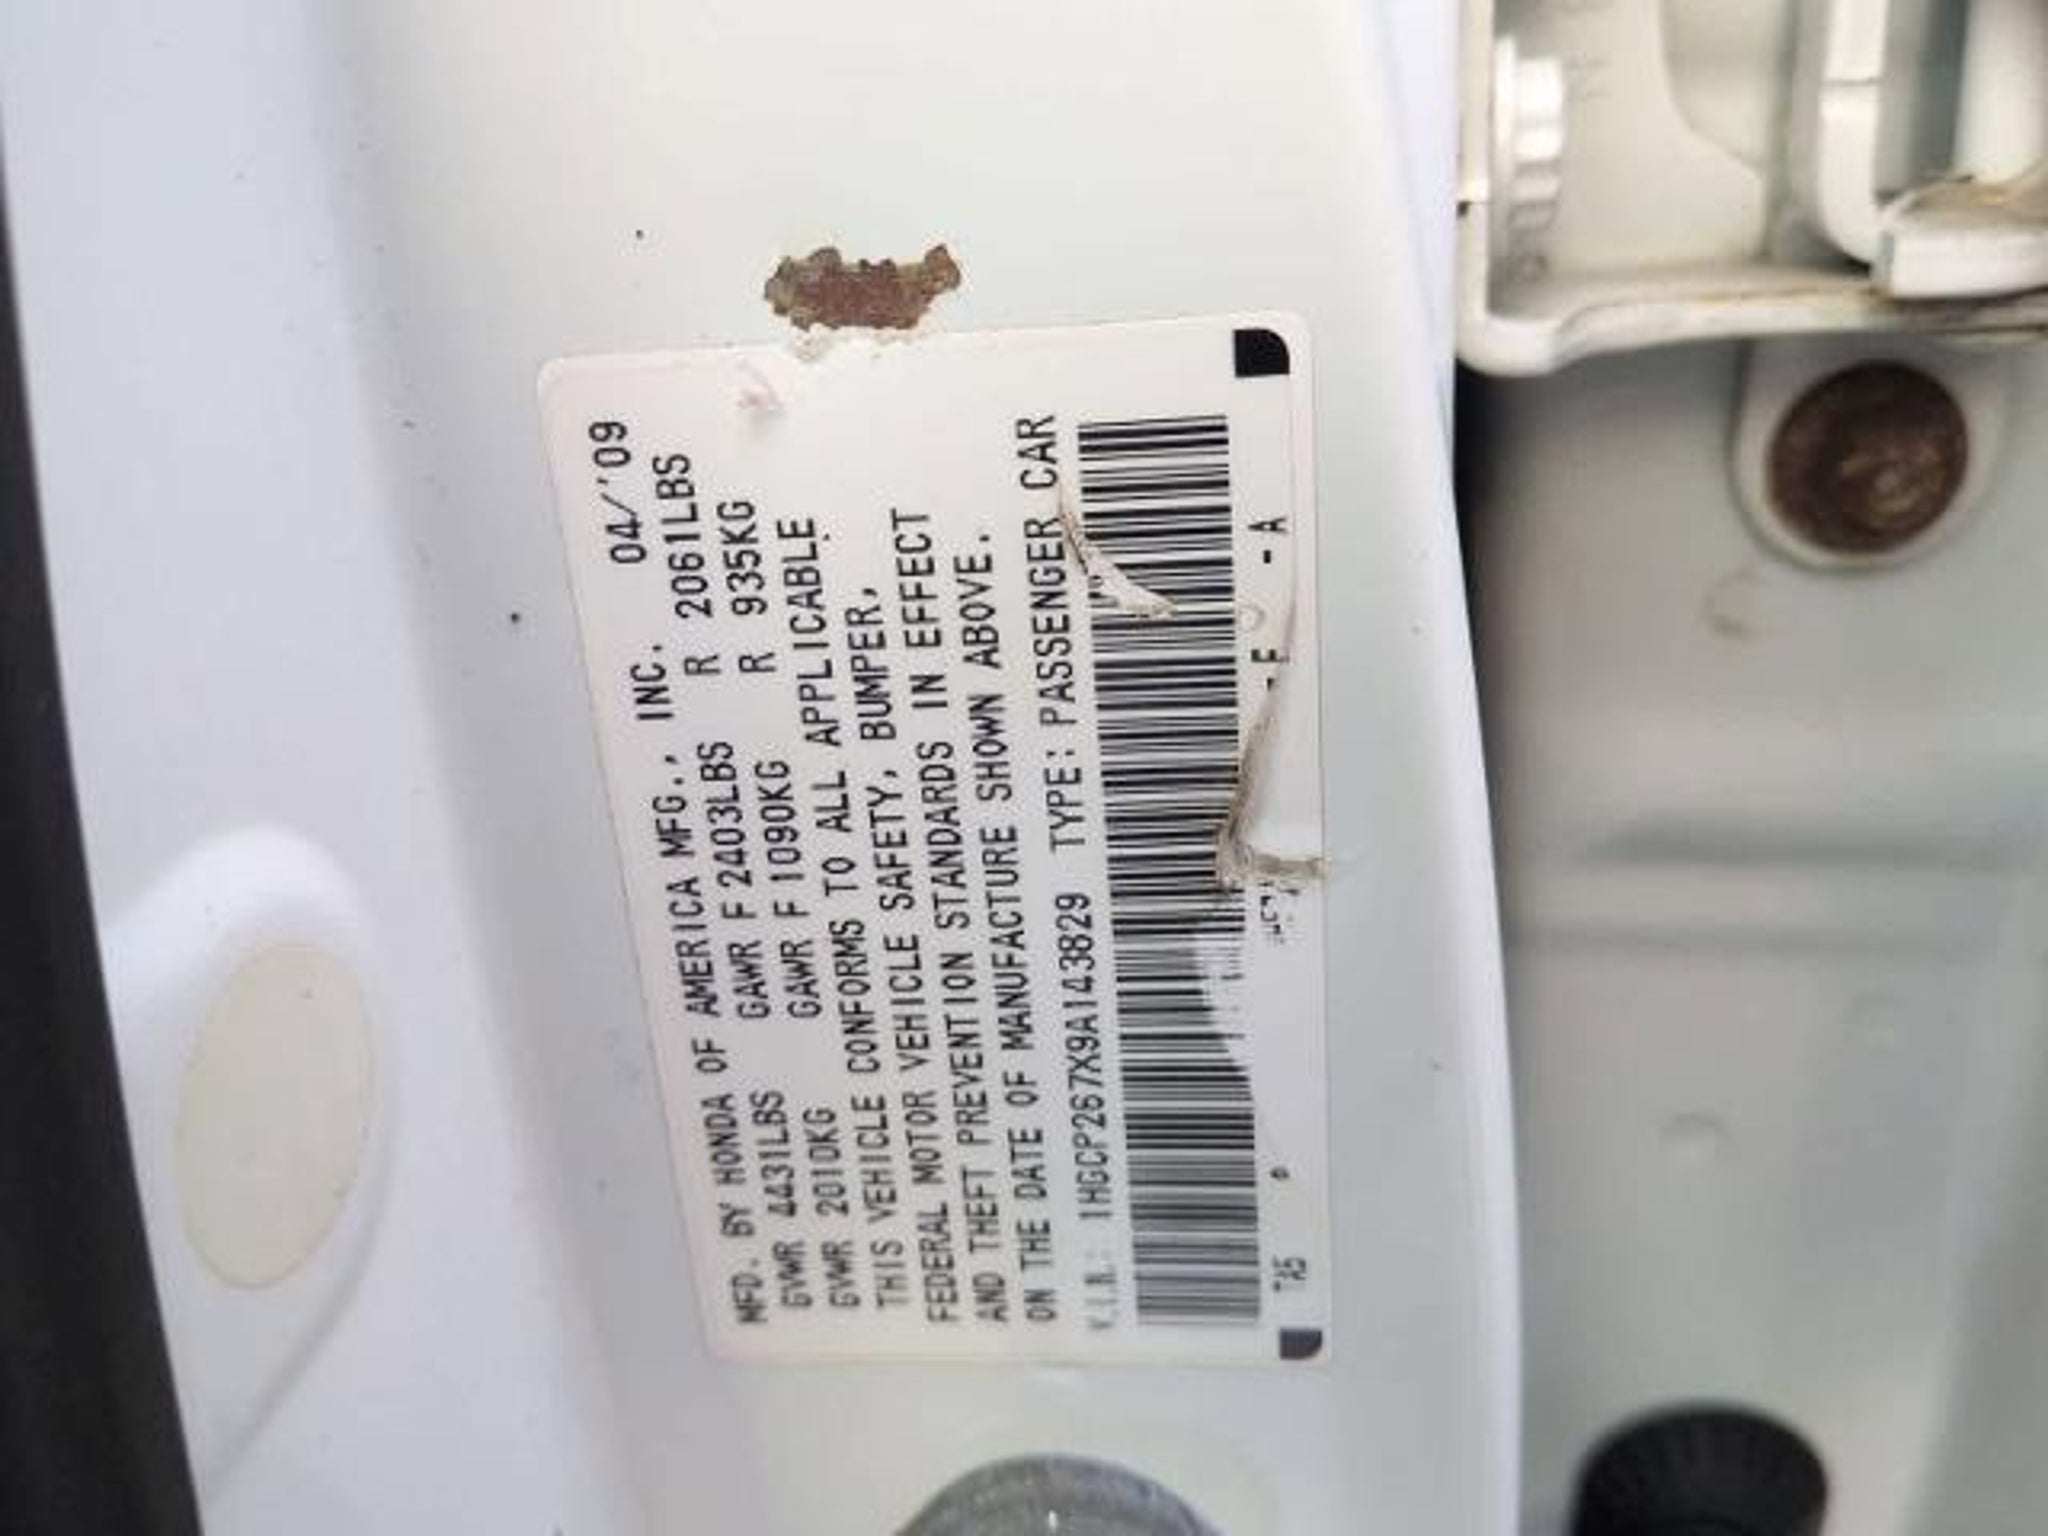 MFD. BY HONDA OF AMERICA MFG., INC. 04/'09
GVWR 4431LBS GAWR F 2403LBS R 2061LBS
GVWR 2010KG GAWR F 1090KG R 935KG
THIS VEHICLE CONFORMS TO ALL APPLICABLE
FEDERAL MOTOR VEHICLE SAFETY, BUMPER,
AND THEFT PREVENTION STANDARDS IN EFFECT
ON THE DATE OF MANUFACTURE SHOWN ABOVE.
V.I.N.: 1HGCP267X9A143829 TYPE: PASSENGER CAR
TA5 -A